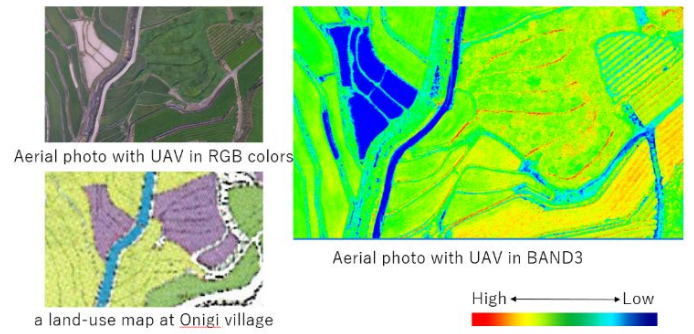 Aerial photo with UAV in RGB colors
Aerial photo with UAV in BAND3
a land-use map at Onigi village
High
Low